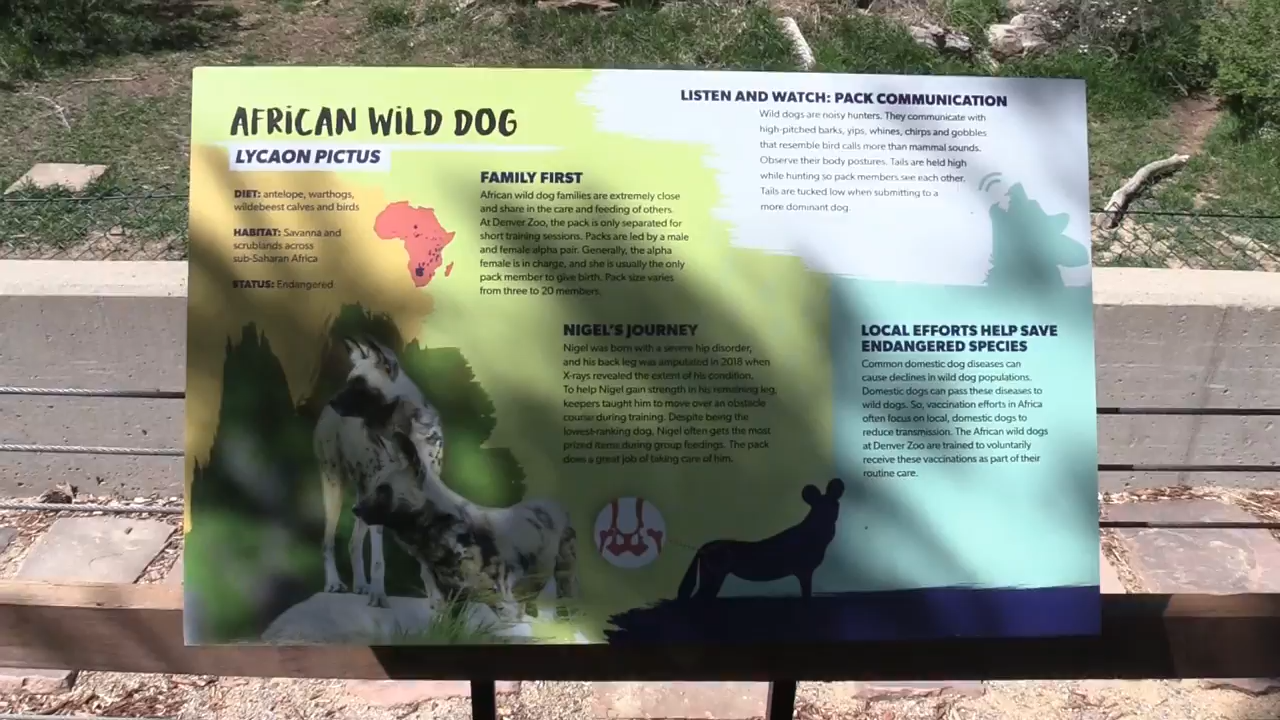 AFRICAN WILD DOG
LYCAON PICTUS
DIET: antelope, warthogs,
wildebeest calves and birds
HABITAT: Savanna and
scrublands across
sub-Saharan Africa
STATUS: Endangered
FAMILY FIRST
African wild dog families are extremely close
and share in the care and feeding of others.
At Denver Zoo, the pack is only separated for
short training sessions. Packs are led by a male
and female alpha pair. Generally, the alpha
female is in charge, and she is usually the only
pack member to give birth. Pack size varies
from three to 20 members.
LISTEN AND WATCH: PACK COMMUNICATION
Wild dogs are noisy hunters. They communicate with
high-pitched barks, yips, whines, chirps and gobbles
that resemble bird calls more than mammal sounds.
Observe their body postures. Tails are held high
while hunting so pack members see each other.
Tails are tucked low when submitting to a
more dominant dog.
NIGEL'S JOURNEY
Nigel was born with a severe hip disorder,
and his back leg was amputated in 2018 when
X-rays revealed the extent of his condition.
To help Nigel gain strength in his remaining leg,
keepers taught him to move over an obstacle
course during training. Despite being the
lowest-ranking dog, Nigel often gets the most
prized items during group feedings. The pack
does a great job of taking care of him.
LOCAL EFFORTS HELP SAVE
ENDANGERED SPECIES
Common domestic dog diseases can
cause declines in wild dog populations.
Domestic dogs can pass these diseases to
wild dogs. So, vaccination efforts in Africa
often focus on local, domestic dogs to
reduce transmission. The African wild dogs
at Denver Zoo are trained to voluntarily
receive these vaccinations as part of their
routine care.